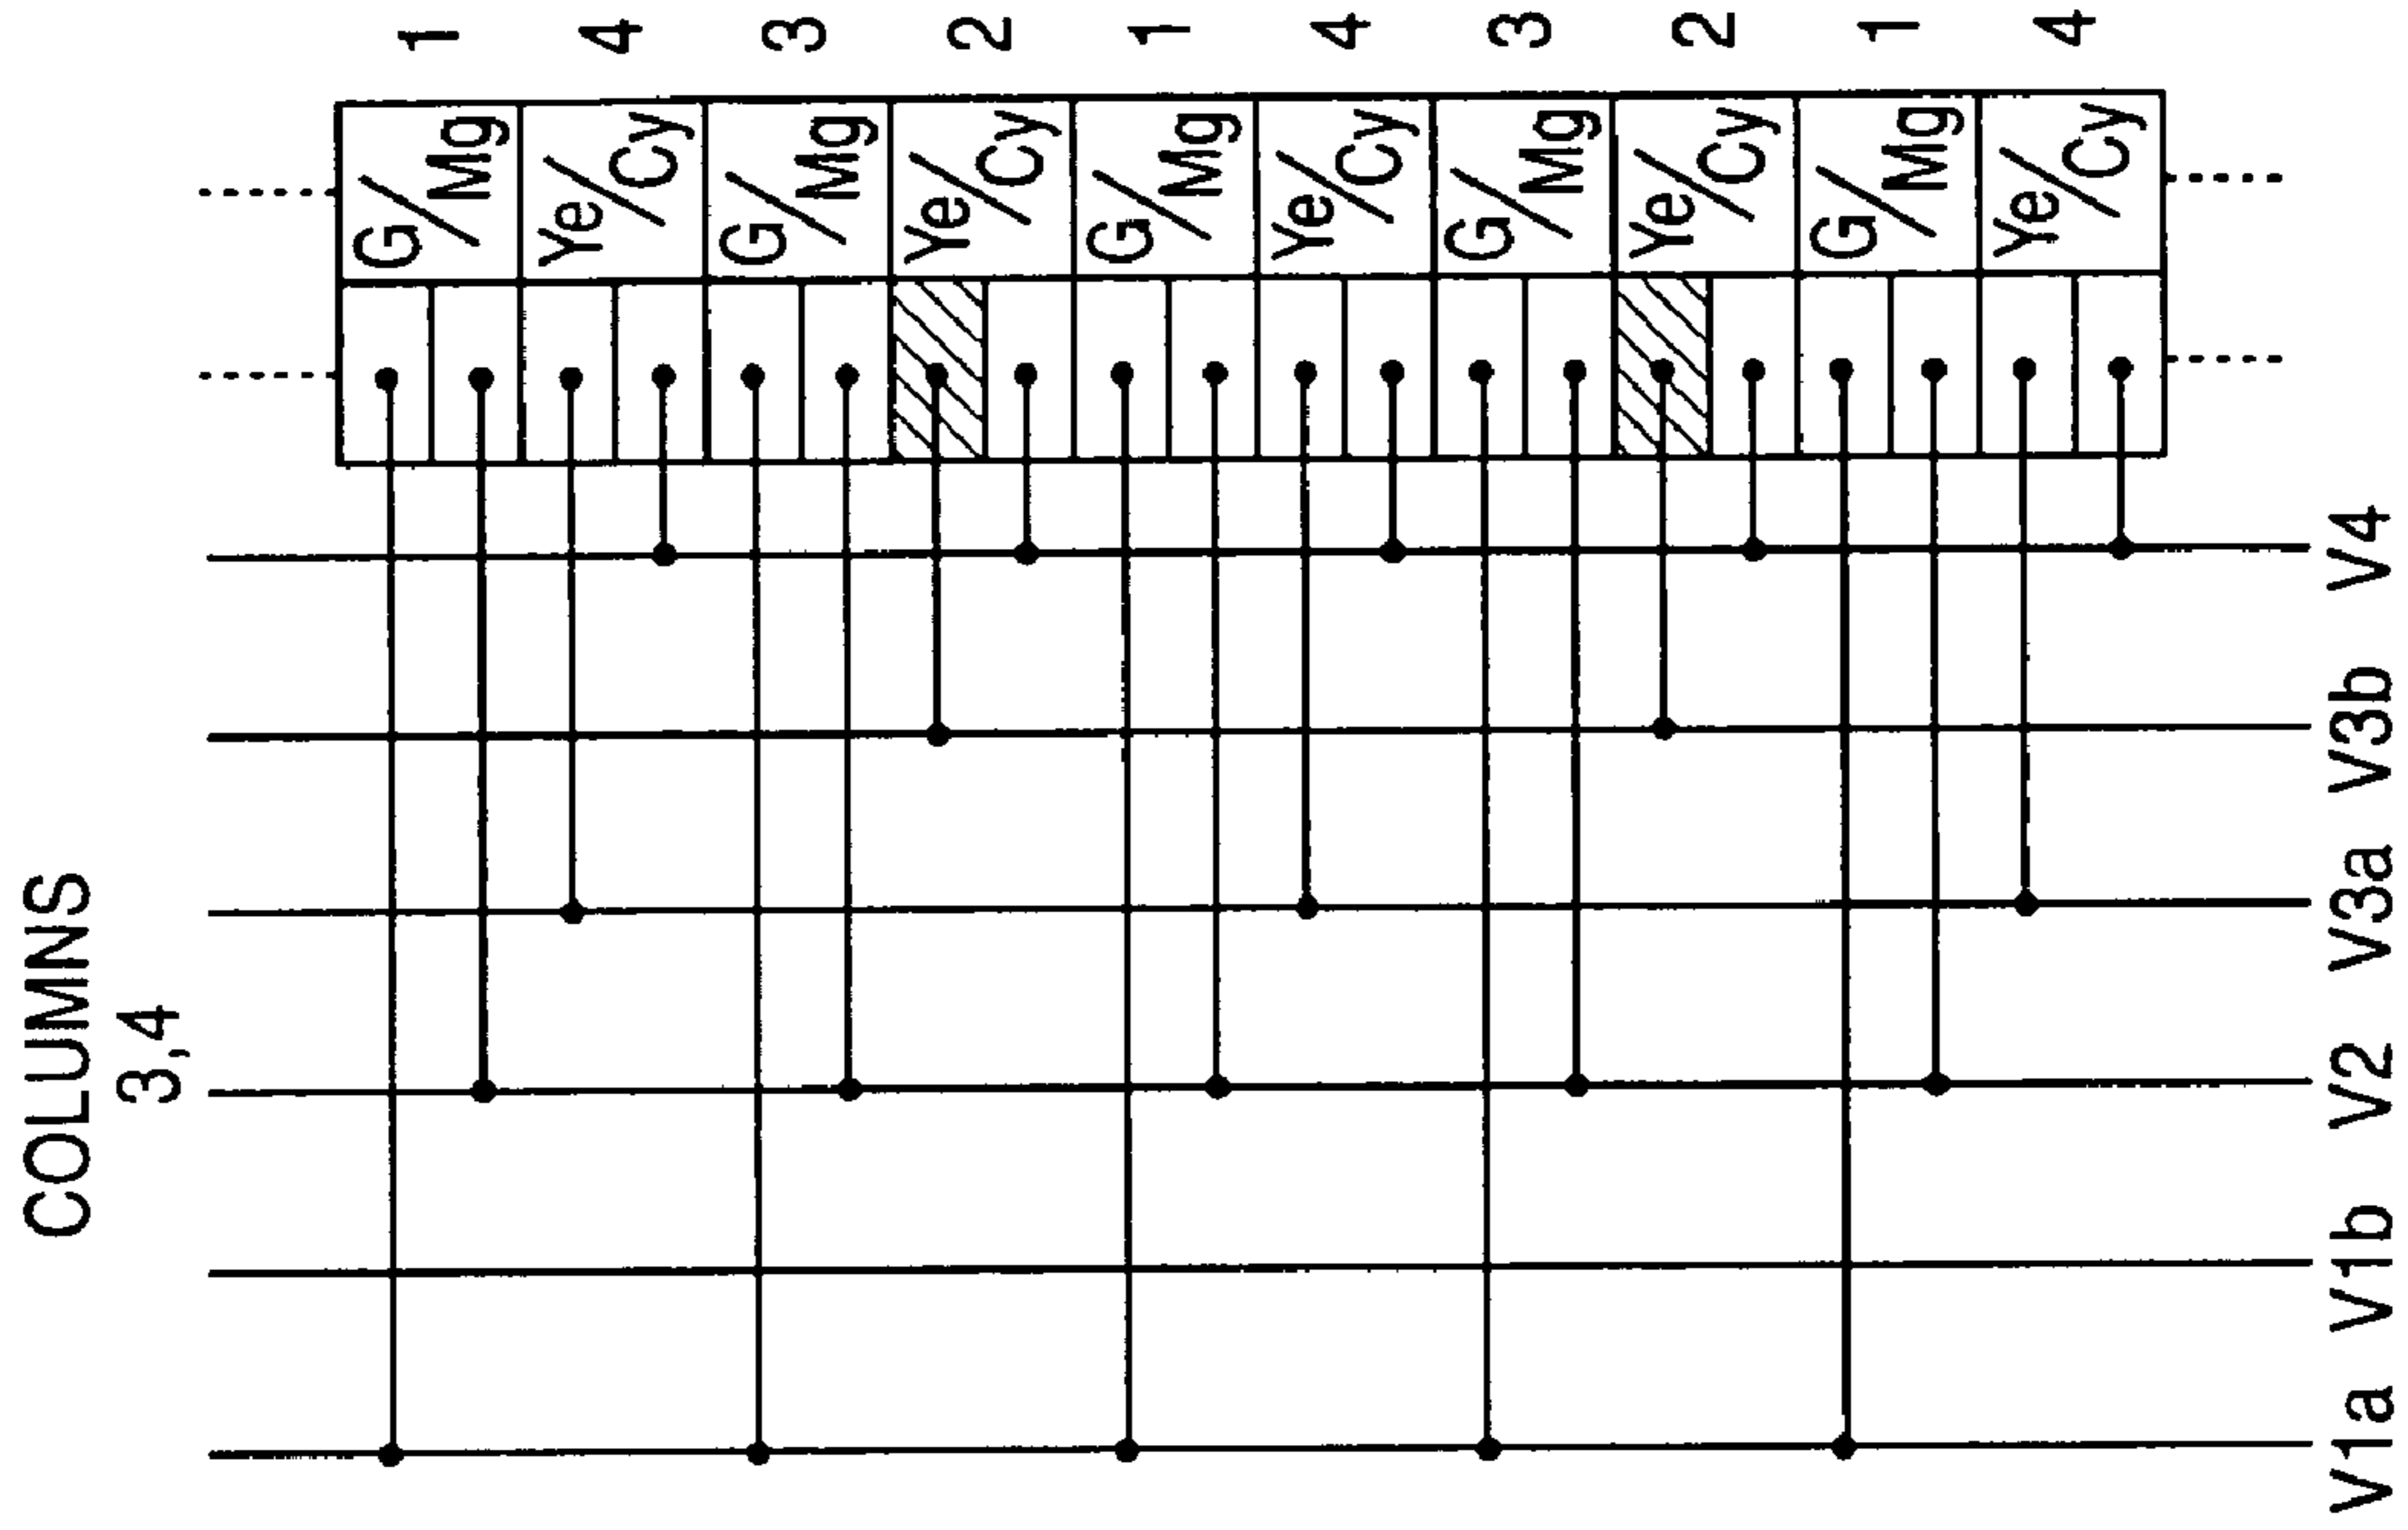 COLUMNS
3,4
G/Mg 1
Ye/Cy 4
G/Mg 3
Ye/Cy 2
G/Mg 1
Ye/Cy 4
G/Mg 3
Ye/Cy 2
G/Mg 1
Ye/Cy 4
V1a V1b V2 V3a V3b V4